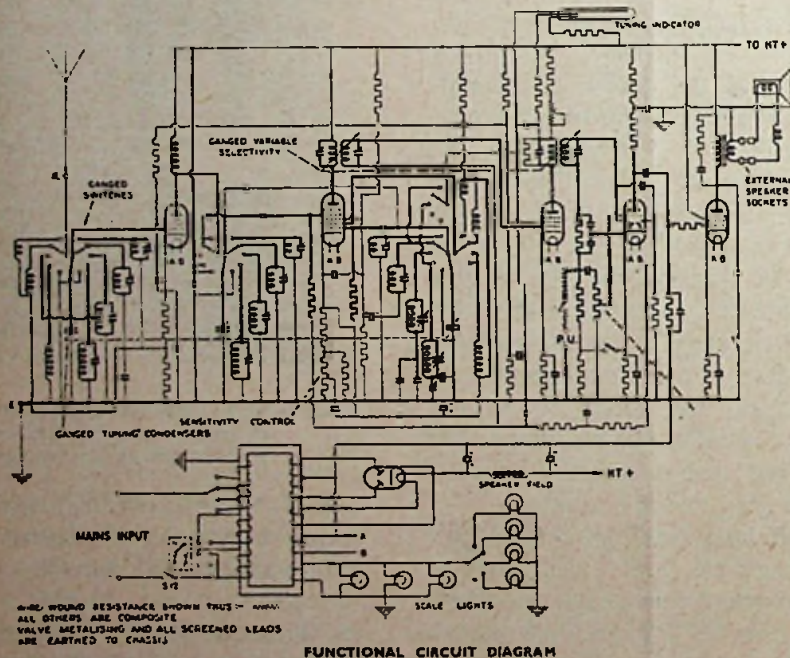 TUNING INDICATOR
TO HT+
GANGED VARIABLE
SELECTIVITY
GANGED
SWITCHES
EXTERNAL
SPEAKER
SOCKETS
A
A B
A B
A B
A B
A B
P U
E
SENSITIVITY CONTROL
GANGED TUNING CONDENSERS
SPEAKER FIELD
HT+
MAINS INPUT
A
B
S12
SCALE LIGHTS
WIRE WOUND RESISTANCE SHOWN THUS :-
ALL OTHERS ARE COMPOSITE
VALVE METALISING AND ALL SCREENED LEADS
ARE EARTHED TO CHASSIS
FUNCTIONAL CIRCUIT DIAGRAM